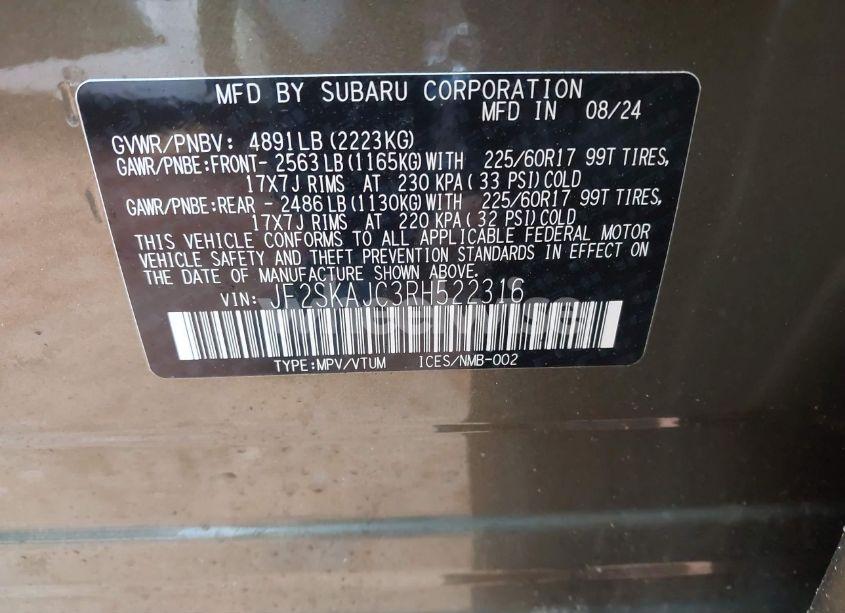 MFD BY SUBARU CORPORATION
MFD IN 08/24
GVWR/PNBV: 4891LB (2223KG)
GAWR/PNBE:FRONT- 2563LB(1165KG)WITH 225/60R17 99T TIRES,
17X7J RIMS AT 230 KPA( 33 PSI)COLD
GAWR/PNBE:REAR - 2486LB(1130KG)WITH 225/60R17 99T TIRES,
17X7J RIMS AT 220 KPA( 32 PSI)COLD
THIS VEHICLE CONFORMS TO ALL APPLICABLE FEDERAL MOTOR
VEHICLE SAFETY AND THEFT PREVENTION STANDARDS IN EFFECT ON
THE DATE OF MANUFACTURE SHOWN ABOVE.
VIN: JF2SKAJC3RH522316
TYPE:MPV/VTUM ICES/NMB-002